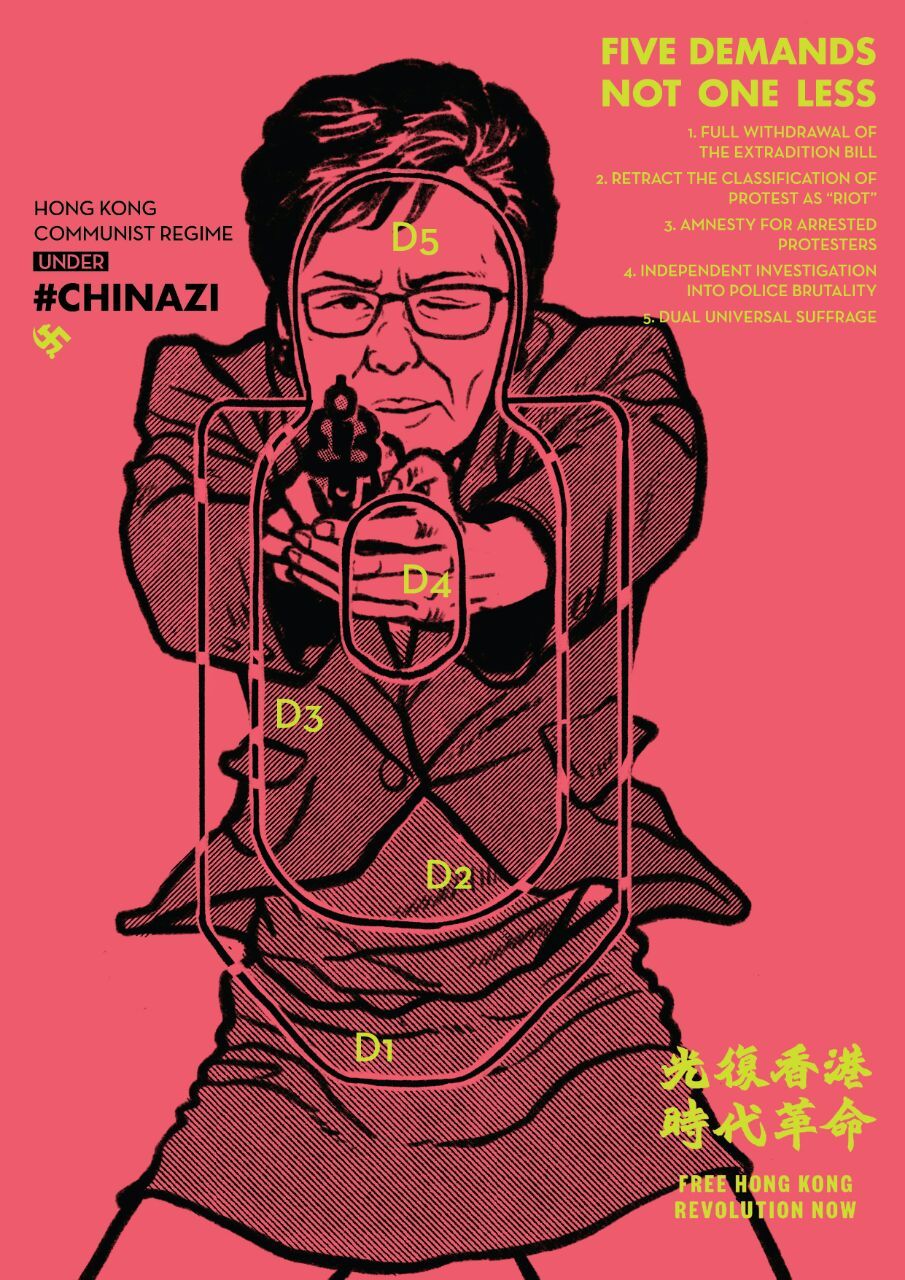 FIVE DEMANDS
NOT ONE LESS
1. FULL WITHDRAWAL OF
THE EXTRADITION BILL
2. RETRACT THE CLASSIFICATION OF
PROTEST AS “RIOT”
3. AMNESTY FOR ARRESTED
PROTESTERS
4. INDEPENDENT INVESTIGATION
INTO POLICE BRUTALITY
5. DUAL UNIVERSAL SUFFRAGE
HONG KONG
COMMUNIST REGIME
UNDER
#CHINAZI
D5
D4
D3
D2
D1
光復香港
時代革命
FREE HONG KONG
REVOLUTION NOW